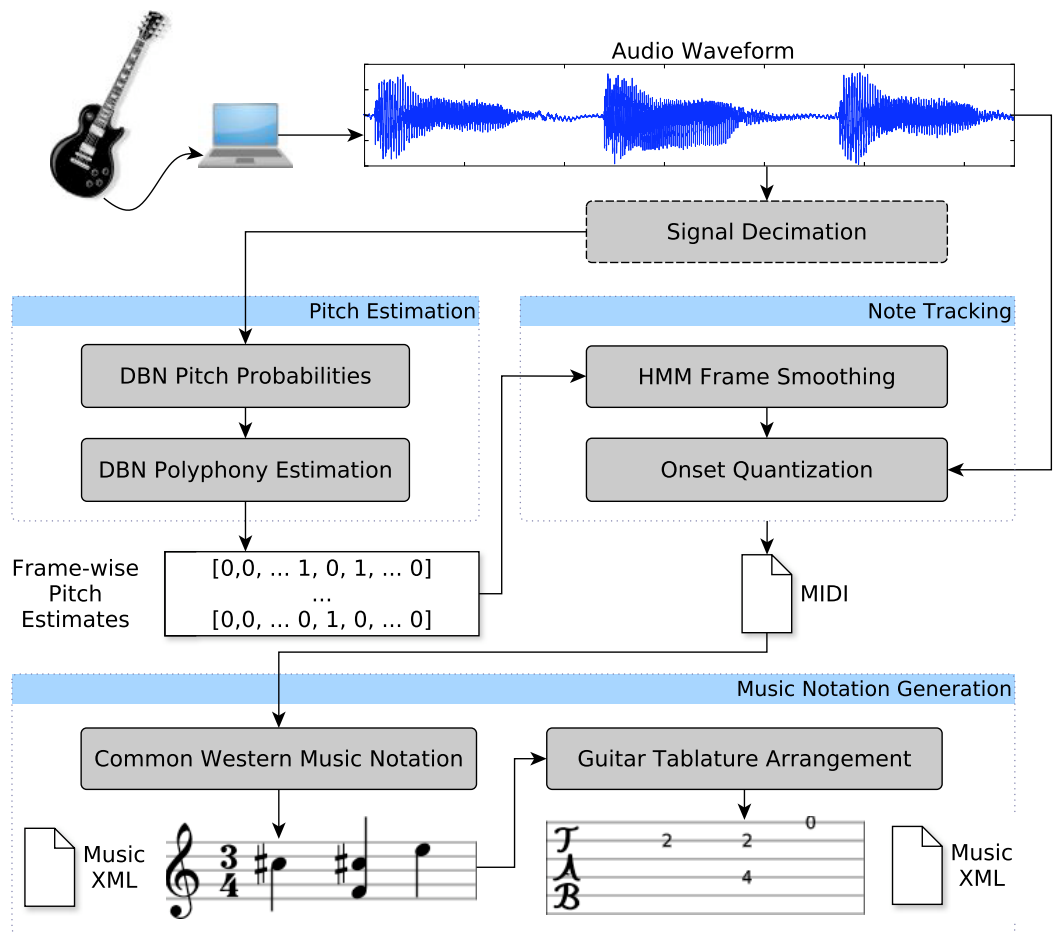 Audio Waveform
Signal Decimation
Pitch Estimation
DBN Pitch Probabilities
DBN Polyphony Estimation
Frame-wise
Pitch
Estimates
[0,0, ... 1, 0, 1, ... 0]
...
[0,0, ... 0, 1, 0, ... 0]
Note Tracking
HMM Frame Smoothing
Onset Quantization
MIDI
Music Notation Generation
Common Western Music Notation
Guitar Tablature Arrangement
Music
XML
3
4
T
A
B
2
2
4
0
Music
XML